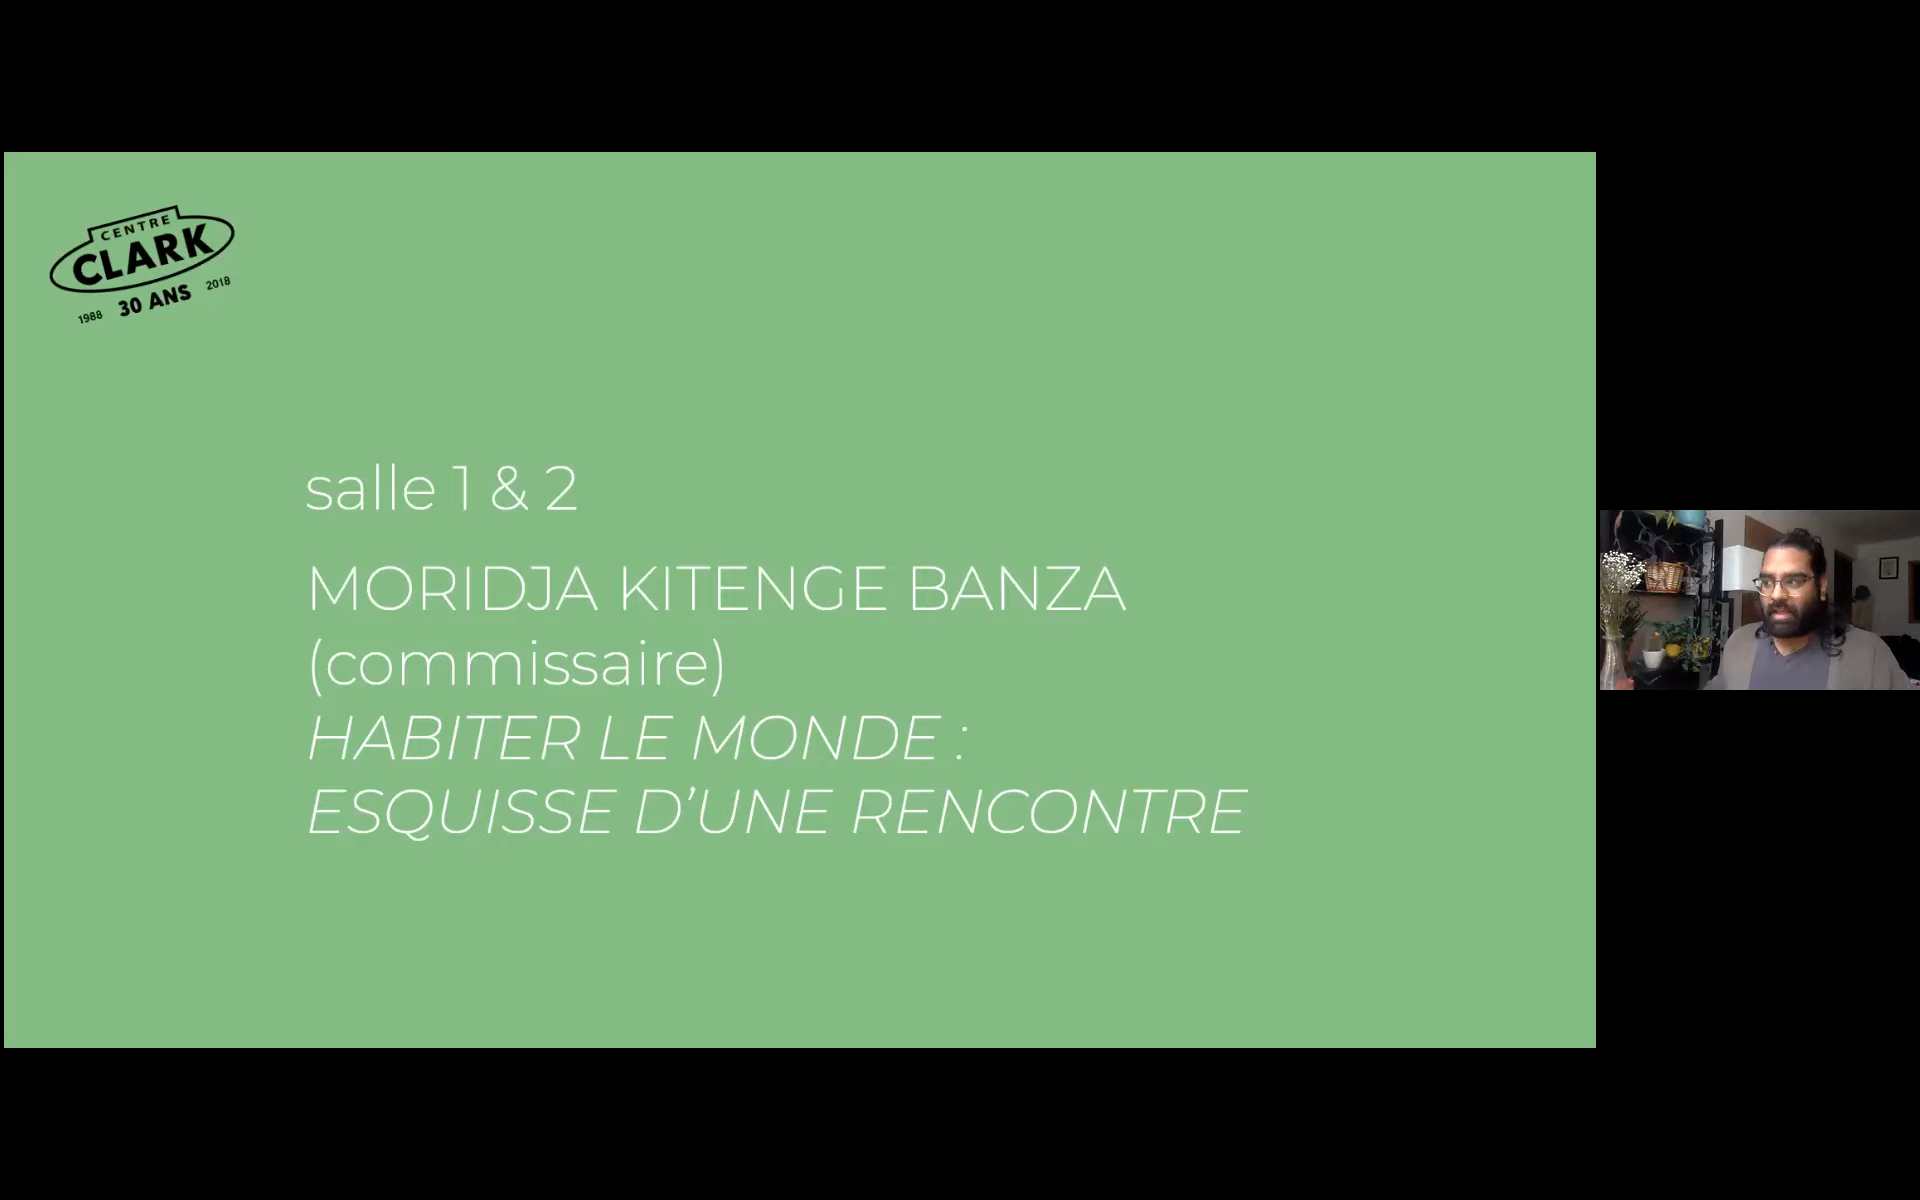 CENTRE
CLARK
1988 30 ANS 2018
salle 1 & 2
MORIDJA KITENGE BANZA
(commissaire)
HABITER LE MONDE :
ESQUISSE D’UNE RENCONTRE